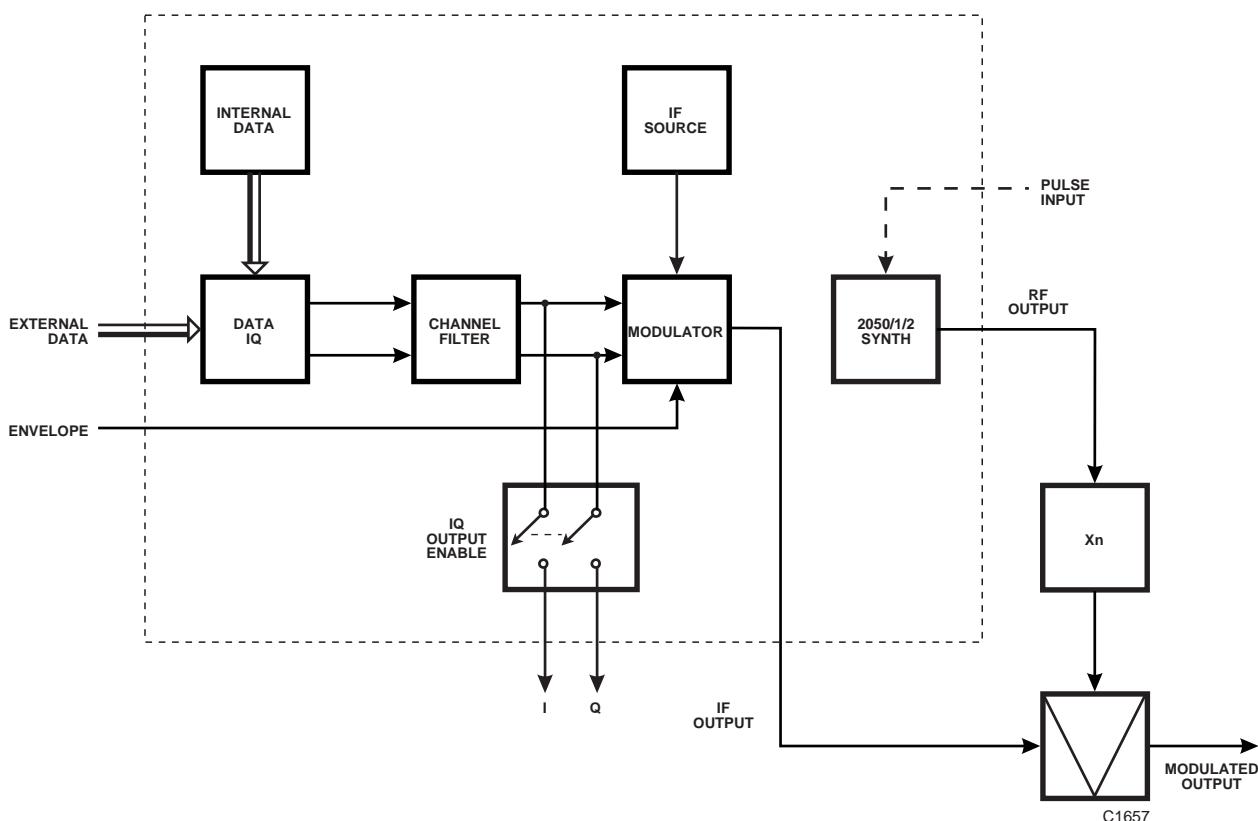 INTERNAL
DATA
IF
SOURCE
PULSE
INPUT
EXTERNAL
DATA
DATA
IQ
CHANNEL
FILTER
MODULATOR
2050/1/2
SYNTH
RF
OUTPUT
ENVELOPE
IQ
OUTPUT
ENABLE
Xn
I
Q
IF
OUTPUT
MODULATED
OUTPUT
C1657